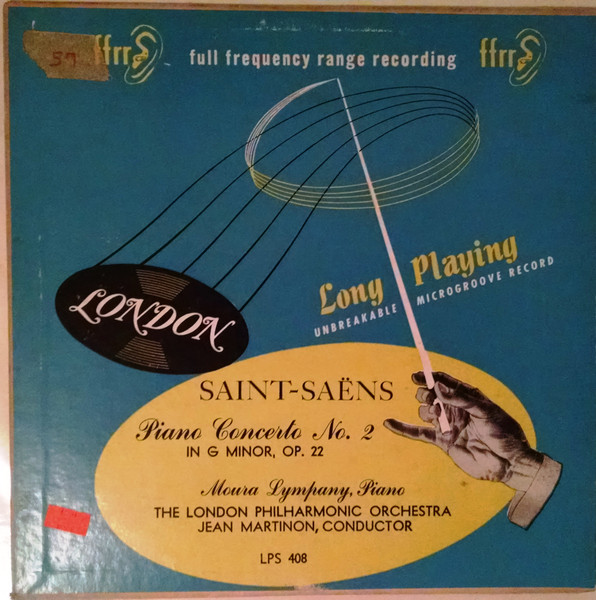 57
ffrr full frequency range recording ffrr
Long Playing
UNBREAKABLE MICROGROOVE RECORD
LONDON
SAINT-SAËNS
Piano Concerto No. 2
IN G MINOR, OP. 22
Moura Lympany, Piano
THE LONDON PHILHARMONIC ORCHESTRA
JEAN MARTINON, CONDUCTOR
LPS 408